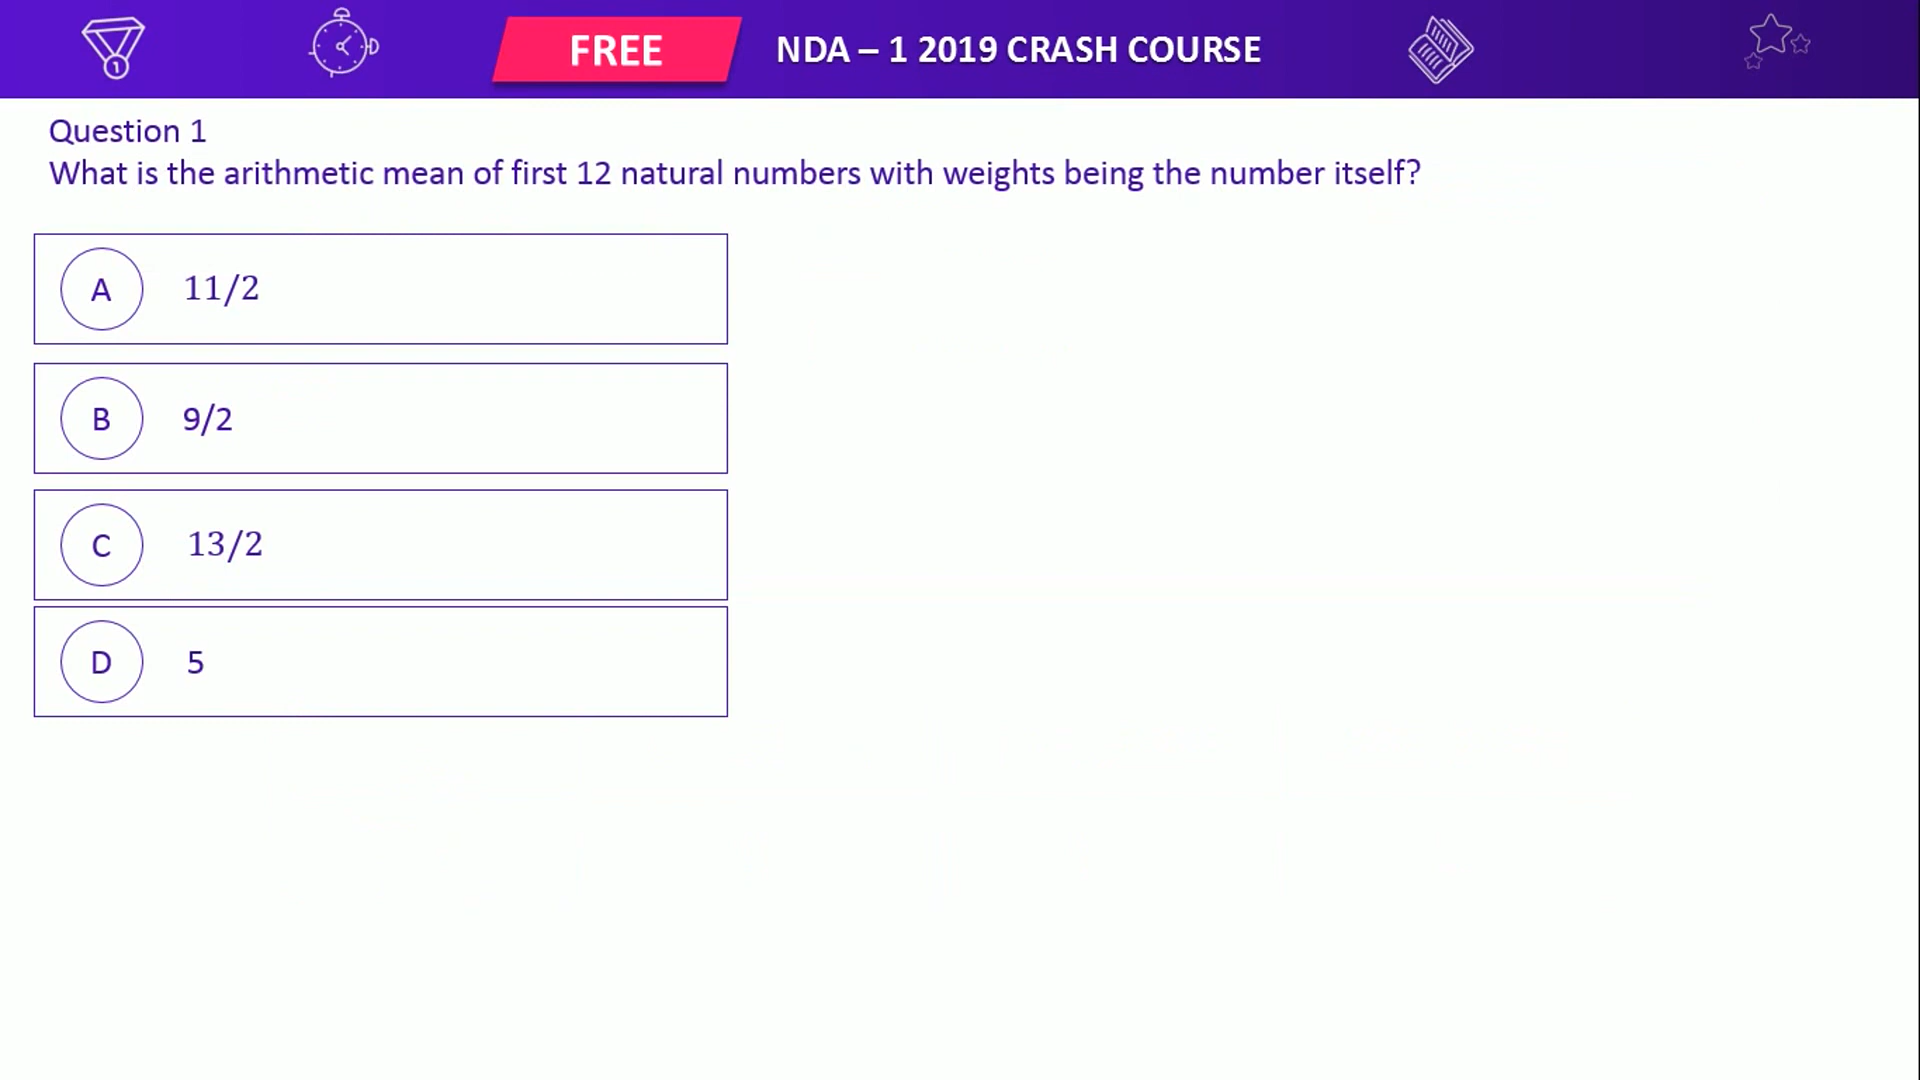 FREE
NDA – 1 2019 CRASH COURSE
1
Question 1
What is the arithmetic mean of first 12 natural numbers with weights being the number itself?
A 11/2
B 9/2
C 13/2
D 5